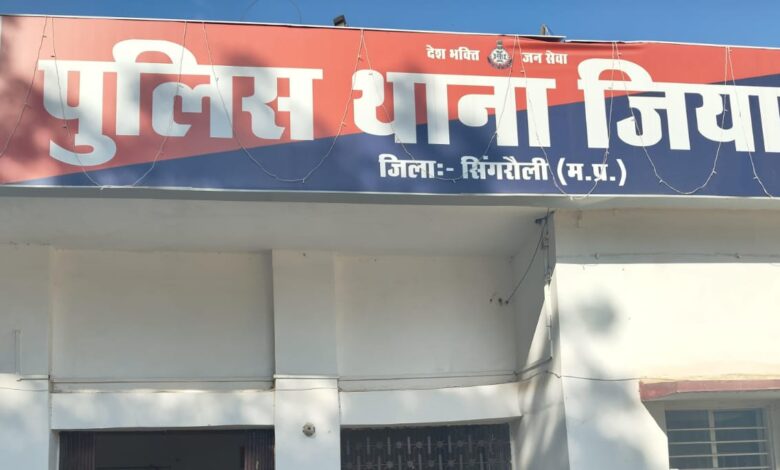 देश भक्ति जन सेवा
पुलिस थाना जिया
जिलाः- सिंगरौली (म.प्र.)